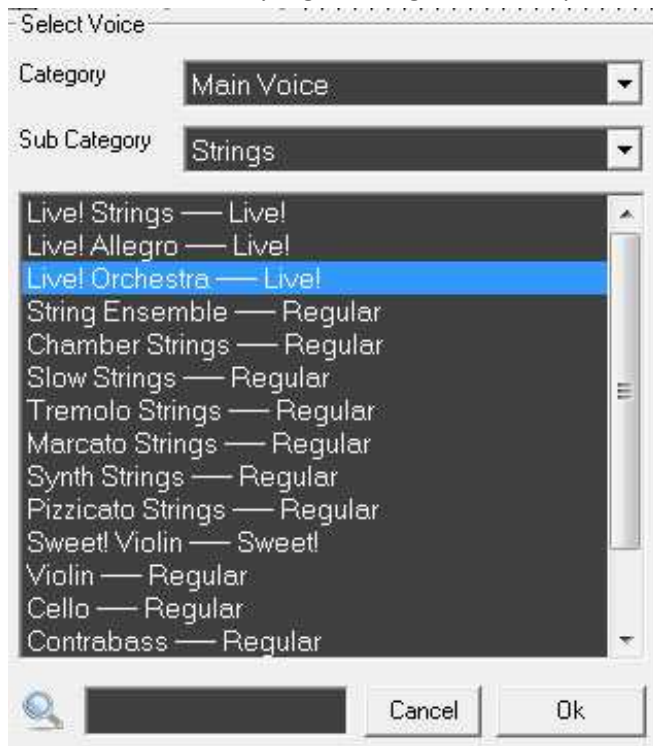 Select Voice
Category
Main Voice
Sub Category
Strings
Live! Strings —— Live!
Live! Allegro —— Live!
Live! Orchestra —— Live!
String Ensemble —— Regular
Chamber Strings —— Regular
Slow Strings —— Regular
Tremolo Strings —— Regular
Marcato Strings —— Regular
Synth Strings —— Regular
Pizzicato Strings —— Regular
Sweet! Violin —— Sweet!
Violin —— Regular
Cello —— Regular
Contrabass —— Regular
Cancel
Ok